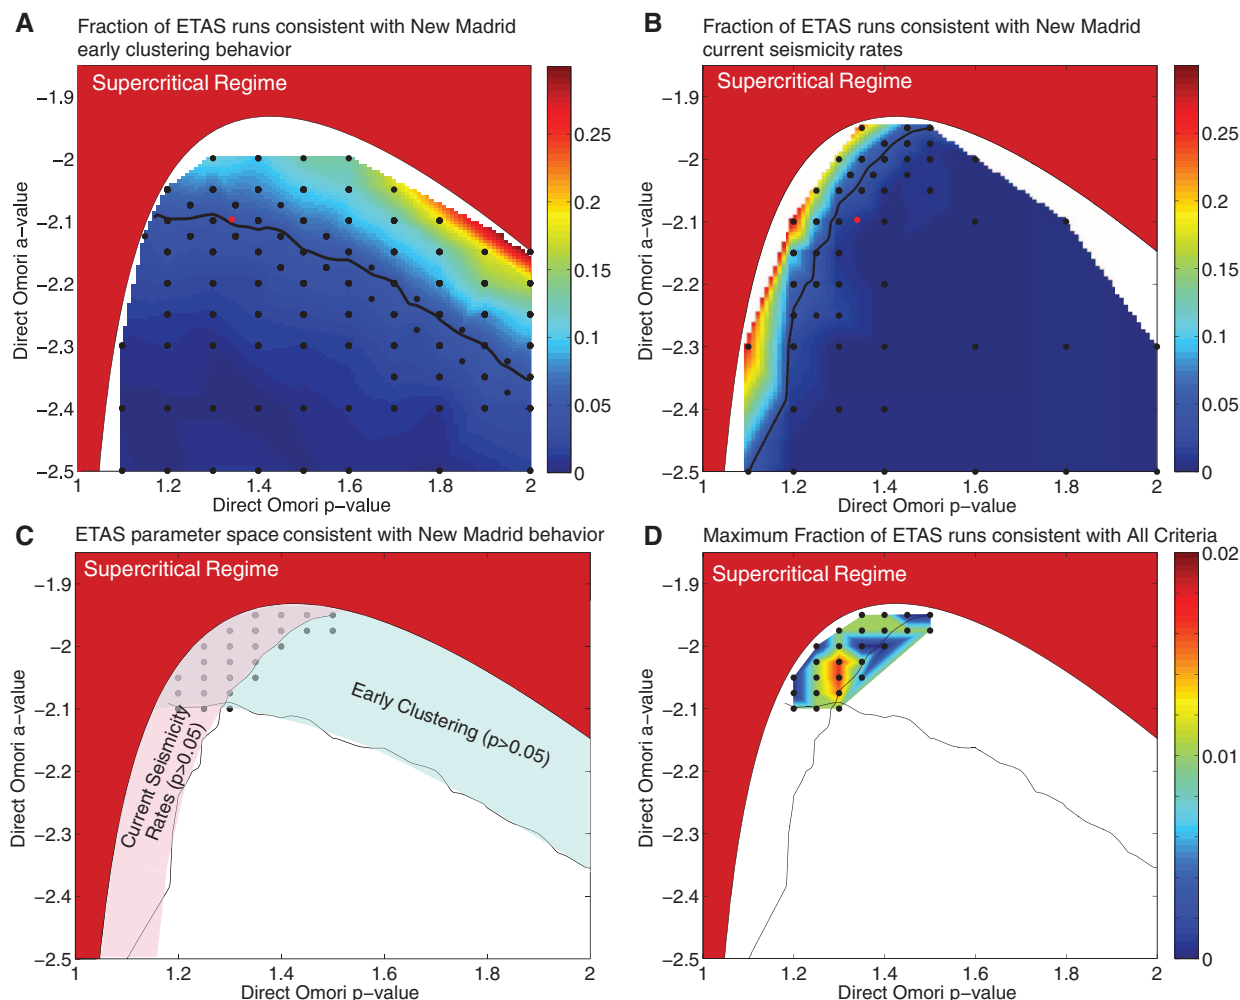 A Fraction of ETAS runs consistent with New Madrid
early clustering behavior
Supercritical Regime
−1.9
−2
−2.1
−2.2
−2.3
−2.4
−2.5
Direct Omori a−value
1 1.2 1.4 1.6 1.8 2
Direct Omori p−value
0.25
0.2
0.15
0.1
0.05
0
B Fraction of ETAS runs consistent with New Madrid
current seismicity rates
Supercritical Regime
−1.9
−2
−2.1
−2.2
−2.3
−2.4
−2.5
Direct Omori a−value
1 1.2 1.4 1.6 1.8 2
Direct Omori p−value
0.25
0.2
0.15
0.1
0.05
0
C ETAS parameter space consistent with New Madrid behavior
Supercritical Regime
−1.9
−2
−2.1
−2.2
−2.3
−2.4
−2.5
Direct Omori a−value
Early Clustering (p>0.05)
Current Seismicity
Rates (p>0.05)
1 1.2 1.4 1.6 1.8 2
Direct Omori p−value
D Maximum Fraction of ETAS runs consistent with All Criteria
Supercritical Regime
−1.9
−2
−2.1
−2.2
−2.3
−2.4
−2.5
Direct Omori a−value
1 1.2 1.4 1.6 1.8 2
Direct Omori p−value
0.02
0.01
0